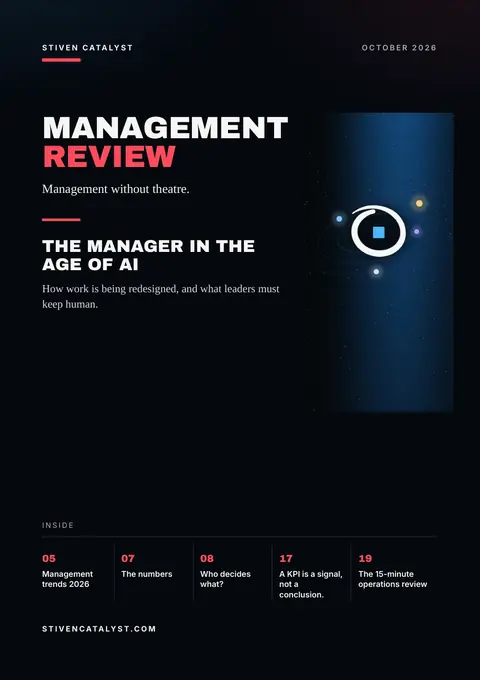 STIVEN CATALYST
OCTOBER 2026
MANAGEMENT
REVIEW
Management without theatre.
THE MANAGER IN THE
AGE OF AI
How work is being redesigned, and what leaders must
keep human.
INSIDE
05
Management
trends 2026
07
The numbers
08
Who decides
what?
17
A KPI is a signal,
not a
conclusion.
19
The 15-minute
operations review
STIVENCATALYST.COM